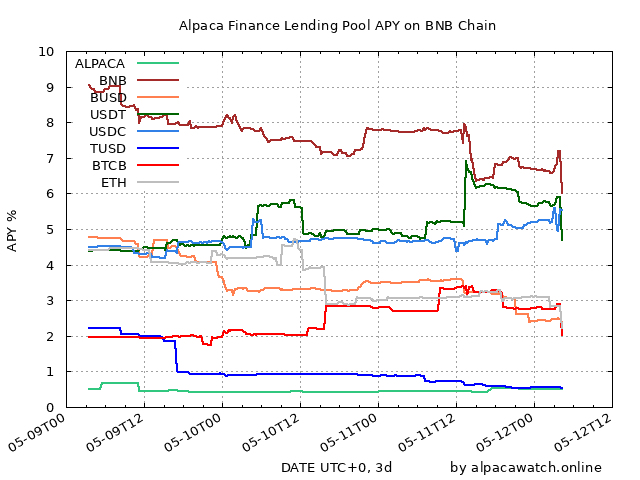 Alpaca Finance Lending Pool APY on BNB Chain
10
9
8
7
6
5
4
3
2
1
0
APY %
ALPACA
BNB
BUSD
USDT
USDC
TUSD
BTCB
ETH
05-09T00
05-09T12
05-10T00
05-10T12
05-11T00
05-11T12
05-12T00
05-12T12
DATE UTC+0, 3d
by alpacawatch.online